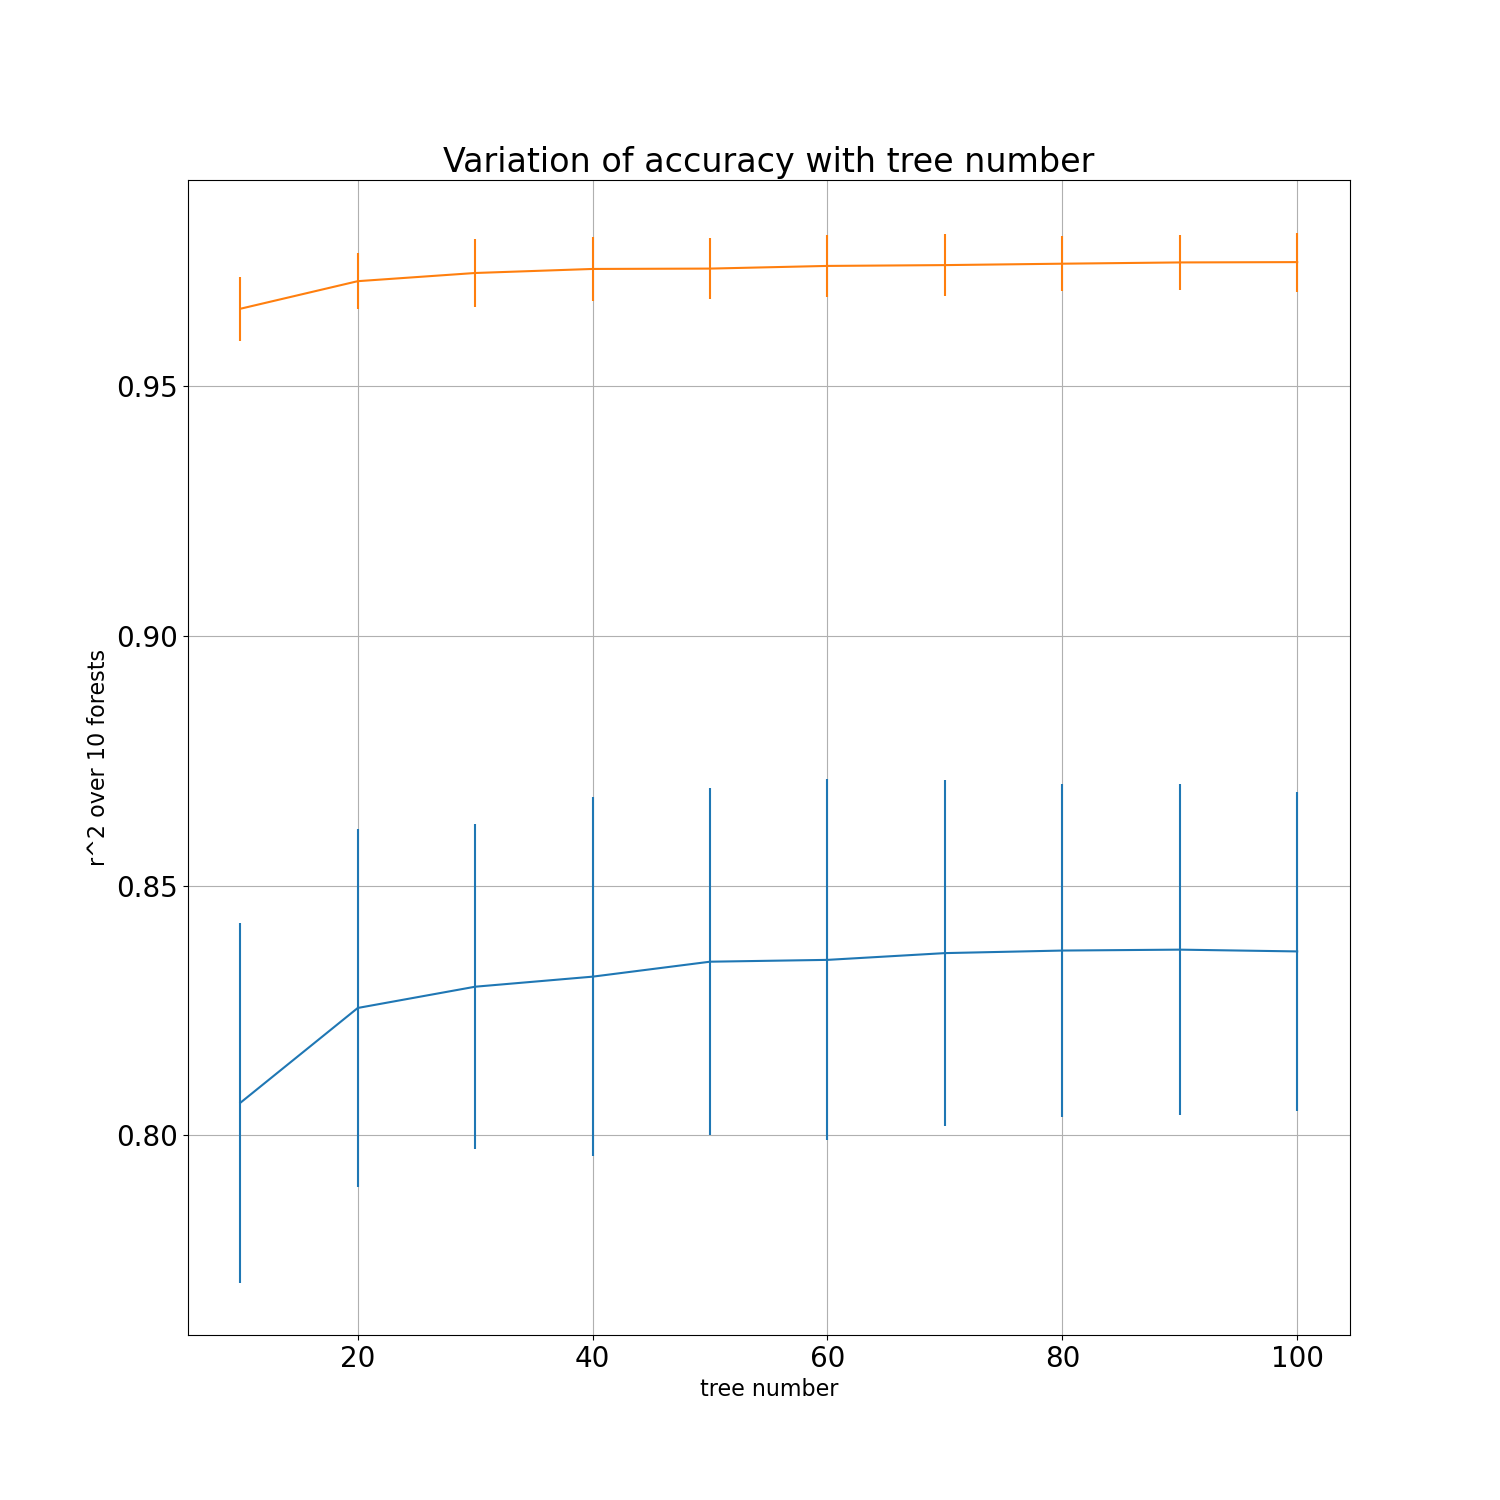 Variation of accuracy with tree number
0.95
0.90
0.85
0.80
r^2 over 10 forests
20 40 60 80 100
tree number